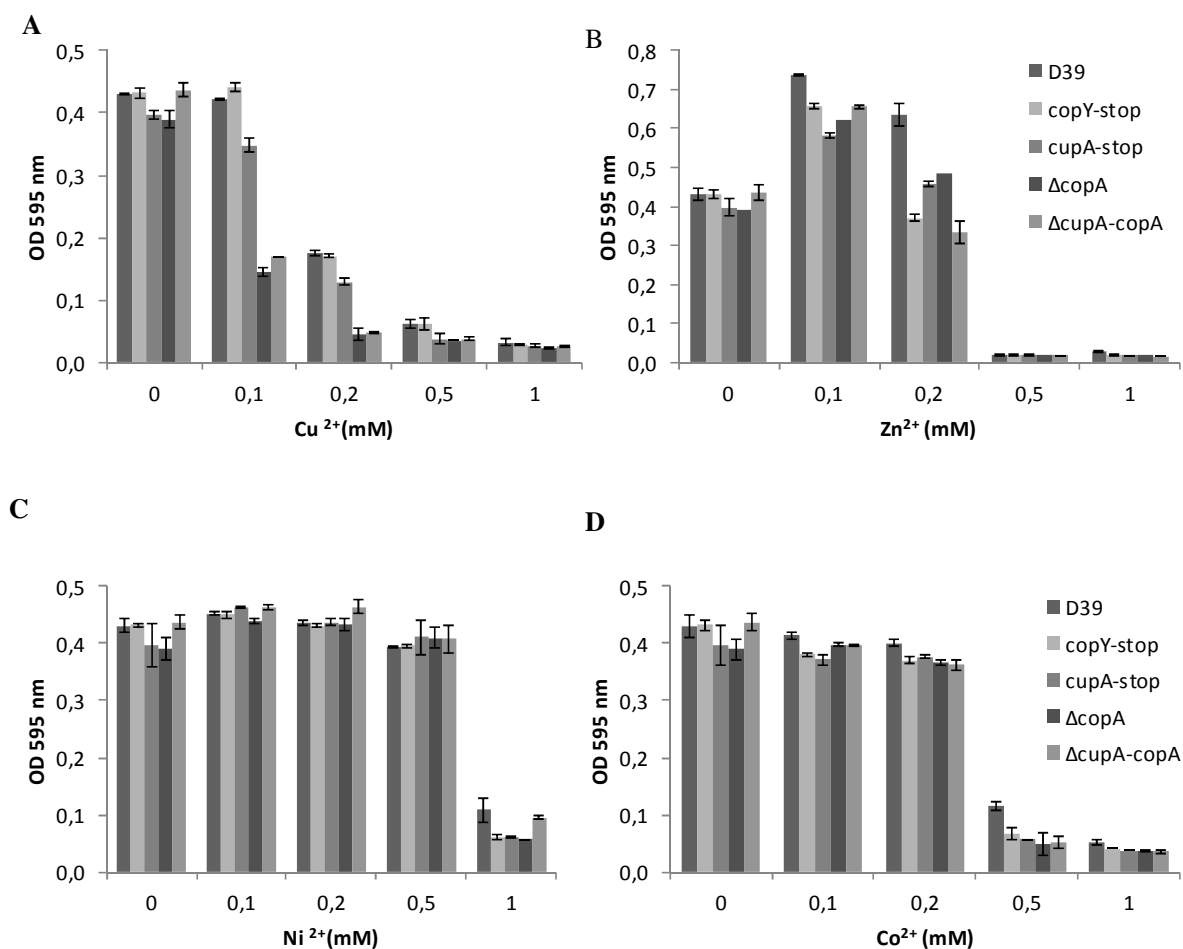 A
0,5
0,4
0,3
0,2
0,1
0,0
OD 595 nm
0 0,1 0,2 0,5 1
Cu 2+(mM)
B
0,8
0,7
0,6
0,5
0,4
0,3
0,2
0,1
0,0
OD 595 nm
0 0,1 0,2 0,5 1
Zn2+ (mM)
D39
copY-stop
cupA-stop
ΔcopA
ΔcupA-copA
C
0,5
0,4
0,3
0,2
0,1
0,0
OD 595 nm
0 0,1 0,2 0,5 1
Ni 2+(mM)
D
0,5
0,4
0,3
0,2
0,1
0,0
OD 595 nm
0 0,1 0,2 0,5 1
Co2+(mM)
D39
copY-stop
cupA-stop
ΔcopA
ΔcupA-copA